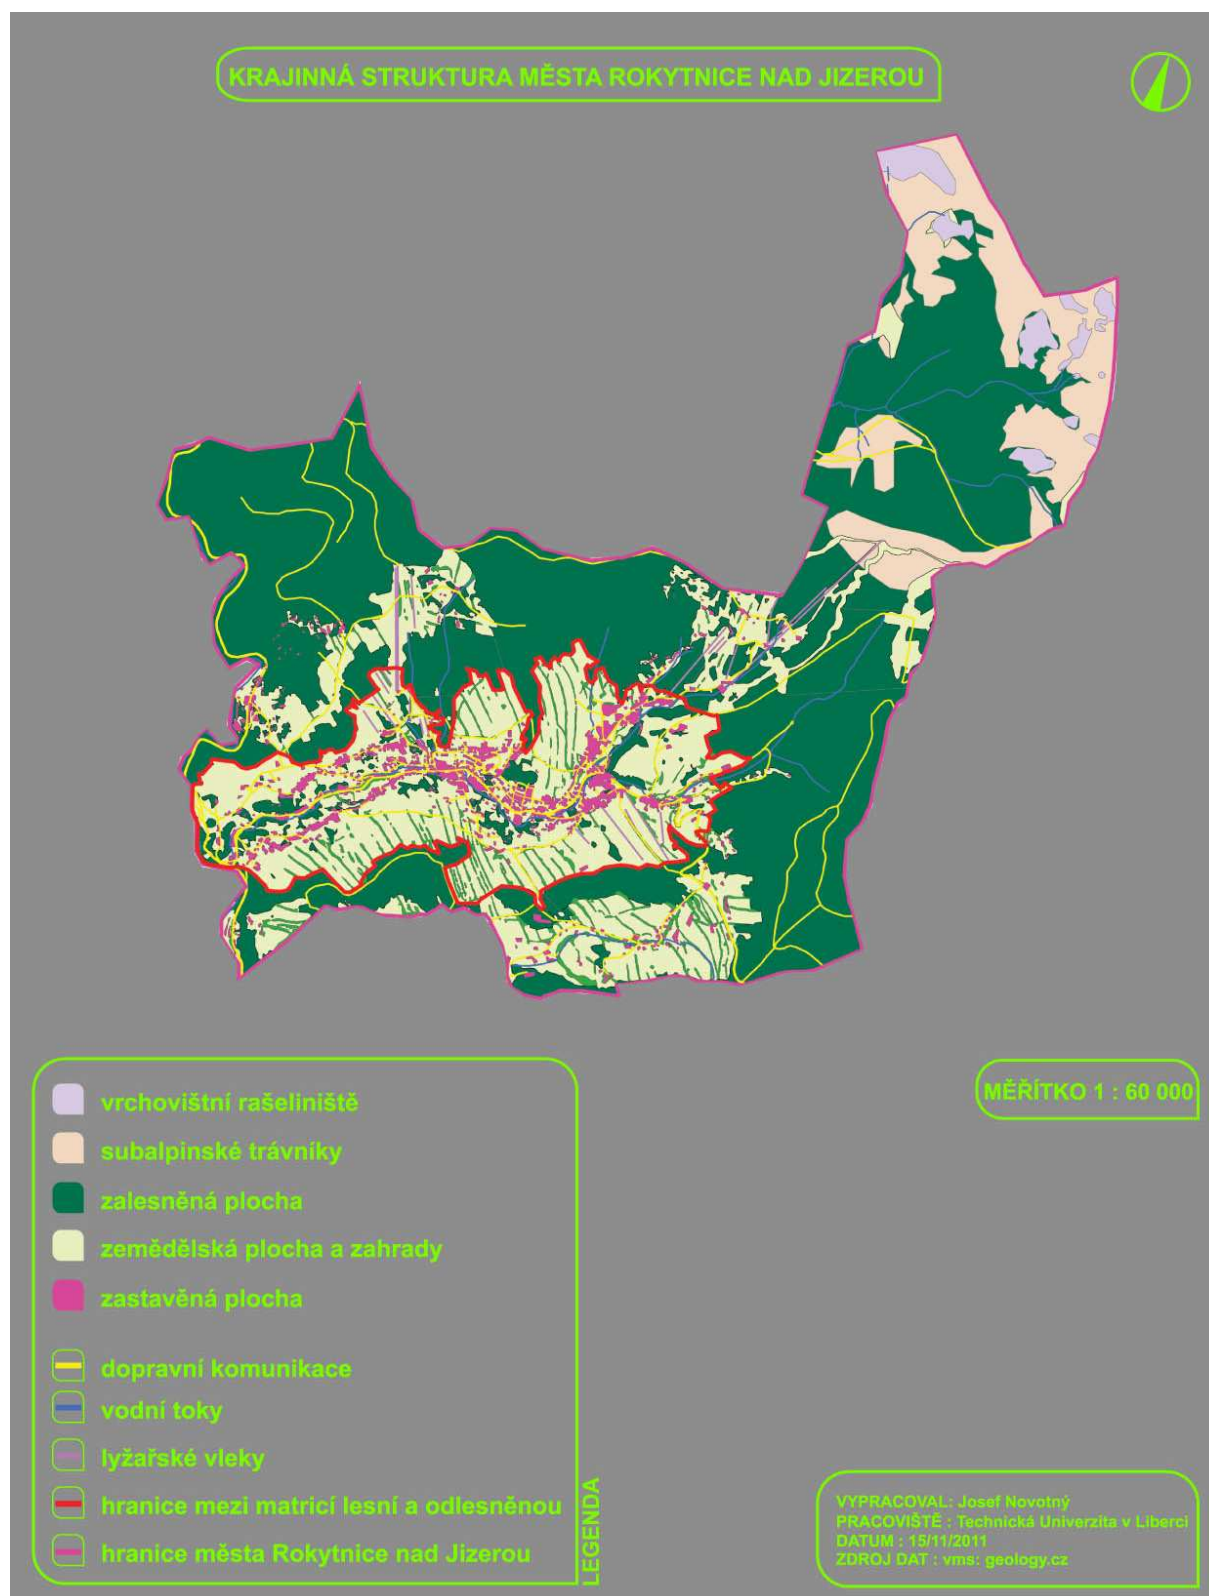 KRAJINNÁ STRUKTURA MĚSTA ROKYTNICE NAD JIZEROU
vrchovištní rašeliniště
subalpinské trávníky
zalesněná plocha
zemědělská plocha a zahrady
zastavěná plocha
dopravní komunikace
vodní toky
lyžařské vleky
hranice mezi matricí lesní a odlesněnou
hranice města Rokytnice nad Jizerou
LEGENDA
MĚŘÍTKO 1 : 60 000
VYPRACOVAL: Josef Novotný
PRACOVIŠTĚ : Technická Univerzita v Liberci
DATUM : 15/11/2011
ZDROJ DAT : vms: geology.cz